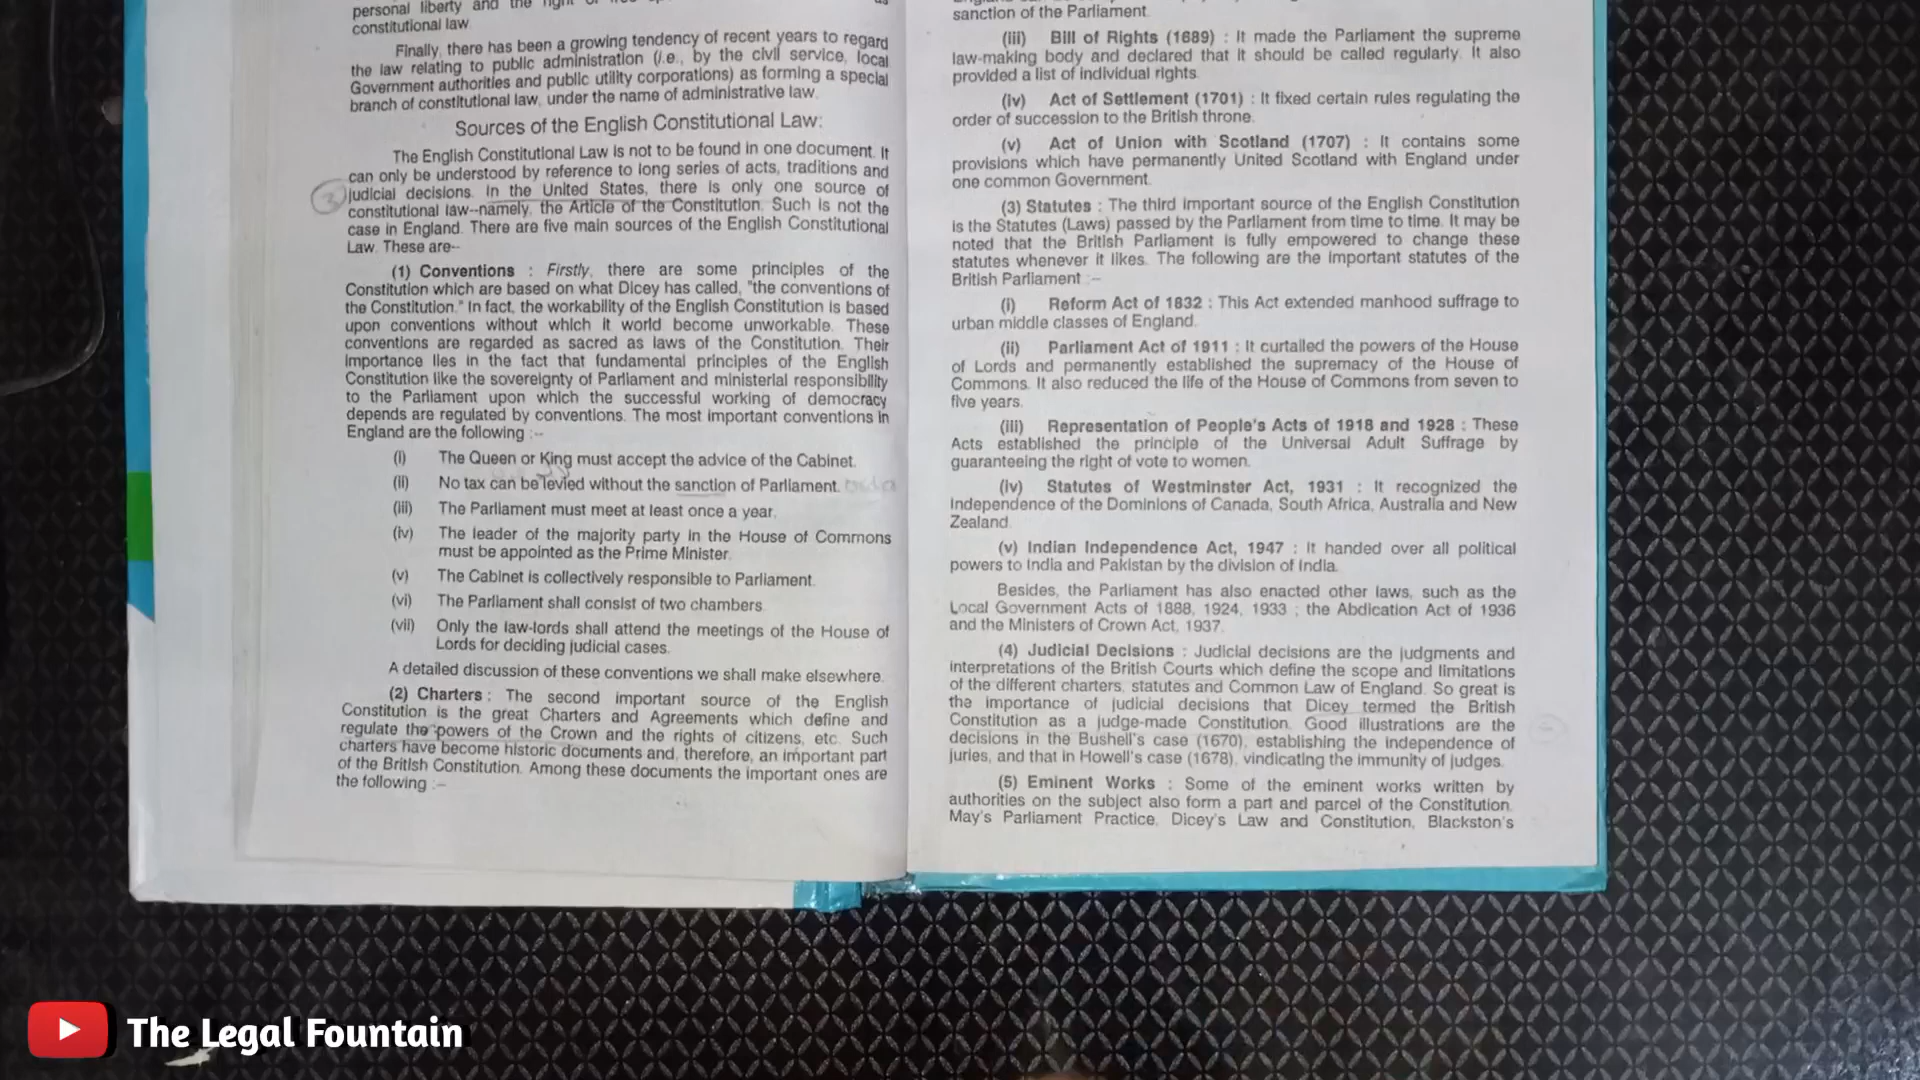 personal liberty and the right
as
constitutional law.
Finally, there has been a growing tendency of recent years to regard
the law relating to public administration (i.e., by the civil service, local
Government authorities and public utility corporations) as forming a special
branch of constitutional law, under the name of administrative law.
Sources of the English Constitutional Law:
The English Constitutional Law is not to be found in one document. It
can only be understood by reference to long series of acts, traditions and
judicial decisions. In the United States, there is only one source of
constitutional law--namely, the Article of the Constitution. Such is not the
case in England. There are five main sources of the English Constitutional
Law. These are--
3
(1) Conventions : Firstly, there are some principles of the
Constitution which are based on what Dicey has called, "the conventions of
the Constitution." In fact, the workability of the English Constitution is based
upon conventions without which it world become unworkable. These
conventions are regarded as sacred as laws of the Constitution. Their
importance lies in the fact that fundamental principles of the English
Constitution like the sovereignty of Parliament and ministerial responsibility
to the Parliament upon which the successful working of democracy
depends are regulated by conventions. The most important conventions in
England are the following :--
(i) The Queen or King must accept the advice of the Cabinet.
(ii) No tax can be levied without the sanction of Parliament.
(iii) The Parliament must meet at least once a year.
(iv) The leader of the majority party in the House of Commons
must be appointed as the Prime Minister.
(v) The Cabinet is collectively responsible to Parliament.
(vi) The Parliament shall consist of two chambers.
(vii) Only the law-lords shall attend the meetings of the House of
Lords for deciding judicial cases.
A detailed discussion of these conventions we shall make elsewhere.
(2) Charters : The second important source of the English
Constitution is the great Charters and Agreements which define and
regulate the powers of the Crown and the rights of citizens, etc. Such
charters have become historic documents and, therefore, an important part
of the British Constitution. Among these documents the important ones are
the following :--
sanction of the Parliament.
(iii) Bill of Rights (1689) : It made the Parliament the supreme
law-making body and declared that it should be called regularly. It also
provided a list of individual rights.
(iv) Act of Settlement (1701) : It fixed certain rules regulating the
order of succession to the British throne.
(v) Act of Union with Scotland (1707) : It contains some
provisions which have permanently United Scotland with England under
one common Government.
(3) Statutes : The third important source of the English Constitution
is the Statutes (Laws) passed by the Parliament from time to time. It may be
noted that the British Parliament is fully empowered to change these
statutes whenever it likes. The following are the important statutes of the
British Parliament :--
(i) Reform Act of 1832 : This Act extended manhood suffrage to
urban middle classes of England.
(ii) Parliament Act of 1911 : It curtailed the powers of the House
of Lords and permanently established the supremacy of the House of
Commons. It also reduced the life of the House of Commons from seven to
five years.
(iii) Representation of People's Acts of 1918 and 1928 : These
Acts established the principle of the Universal Adult Suffrage by
guaranteeing the right of vote to women.
(iv) Statutes of Westminster Act, 1931 : It recognized the
Independence of the Dominions of Canada, South Africa, Australia and New
Zealand.
(v) Indian Independence Act, 1947 : It handed over all political
powers to India and Pakistan by the division of India.
Besides, the Parliament has also enacted other laws, such as the
Local Government Acts of 1888, 1924, 1933 ; the Abdication Act of 1936
and the Ministers of Crown Act, 1937.
(4) Judicial Decisions : Judicial decisions are the judgments and
interpretations of the British Courts which define the scope and limitations
of the different charters, statutes and Common Law of England. So great is
the importance of judicial decisions that Dicey termed the British
Constitution as a judge-made Constitution. Good illustrations are the
decisions in the Bushell's case (1670), establishing the independence of
juries, and that in Howell's case (1678), vindicating the immunity of judges.
(5) Eminent Works : Some of the eminent works written by
authorities on the subject also form a part and parcel of the Constitution.
May's Parliament Practice, Dicey's Law and Constitution, Blackston's
The Legal Fountain